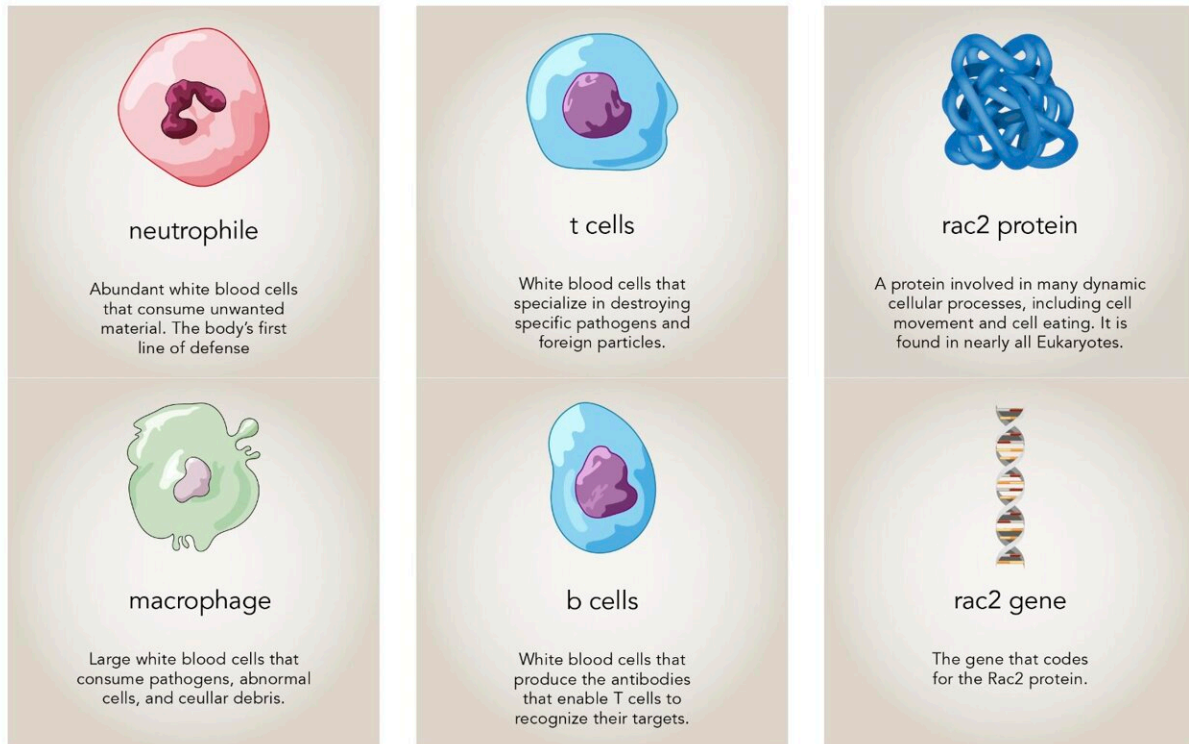 neutrophile
Abundant white blood cells
that consume unwanted
material. The body's first
line of defense
t cells
White blood cells that
specialize in destroying
specific pathogens and
foreign particles.
rac2 protein
A protein involved in many dynamic
cellular processes, including cell
movement and cell eating. It is
found in nearly all Eukaryotes.
macrophage
Large white blood cells that
consume pathogens, abnormal
cells, and ceullar debris.
b cells
White blood cells that
produce the antibodies
that enable T cells to
recognize their targets.
rac2 gene
The gene that codes
for the Rac2 protein.